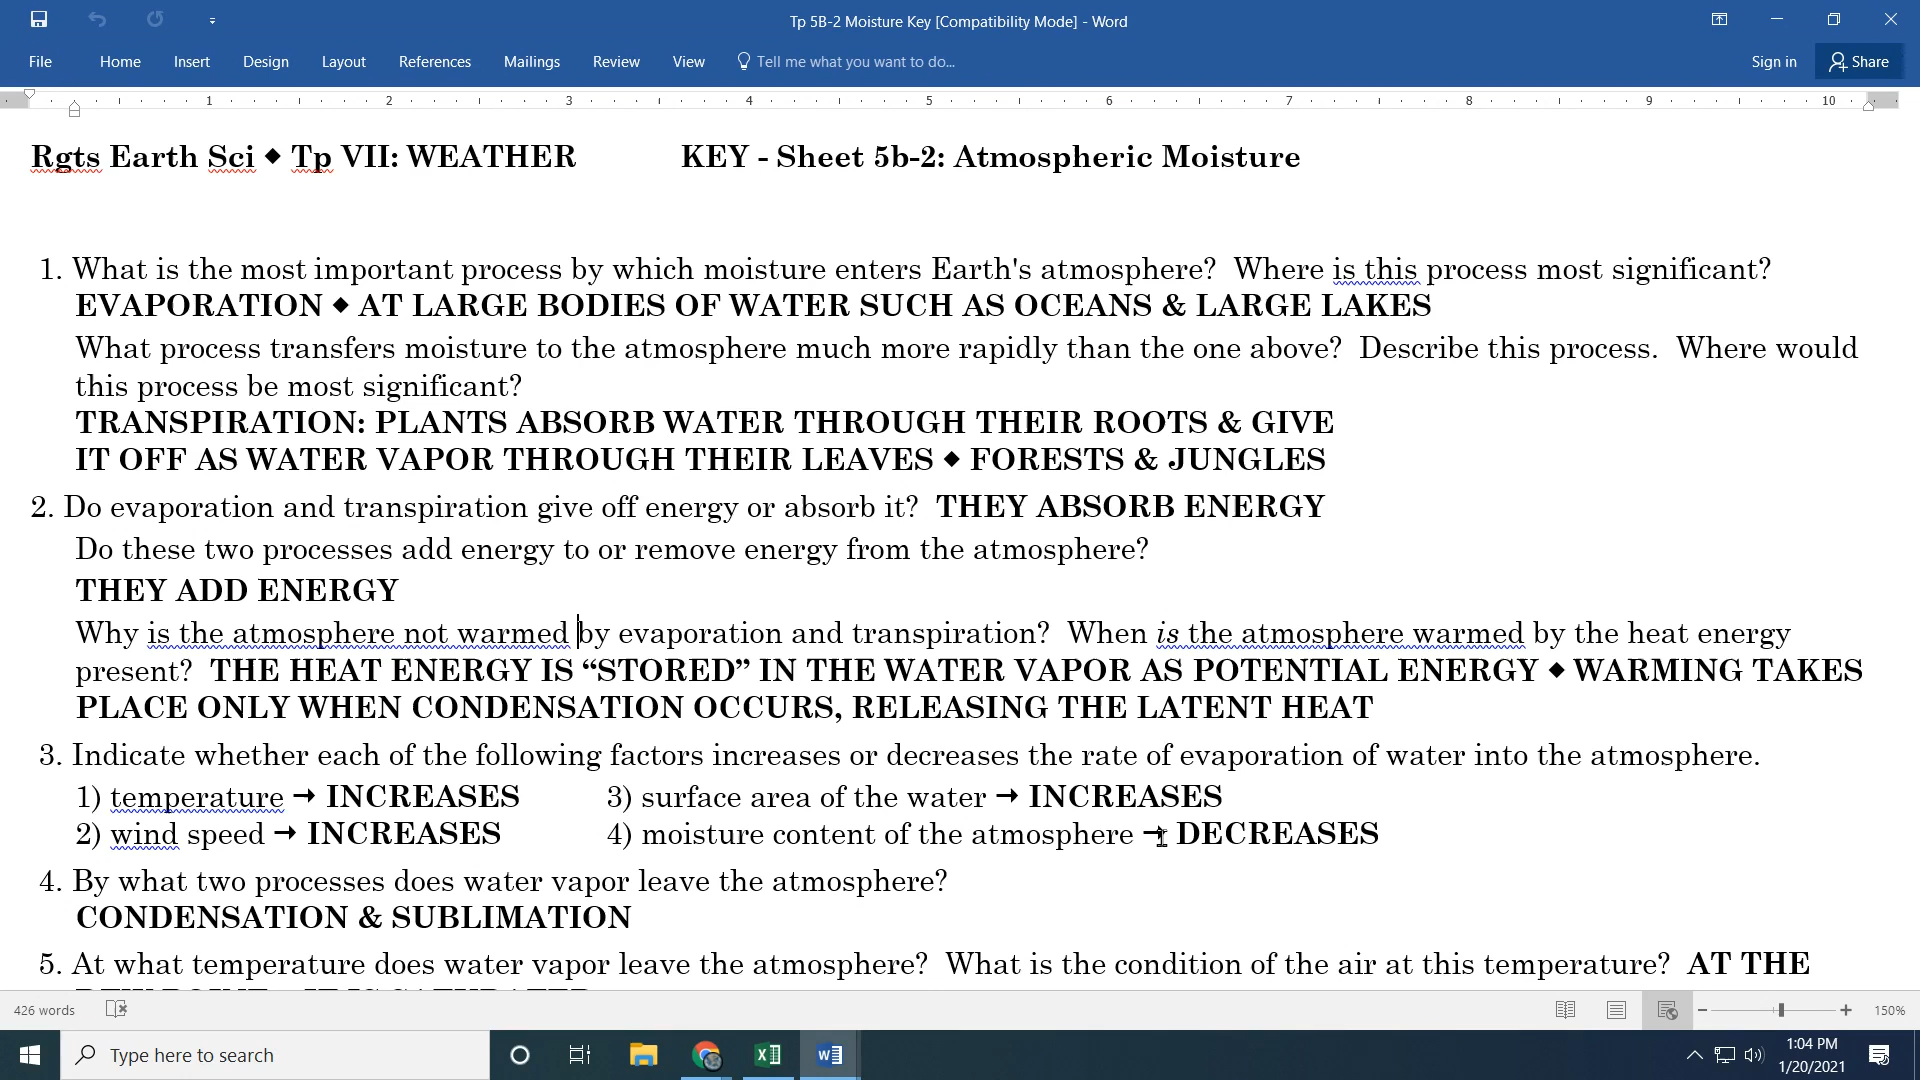 Tp 5B-2 Moisture Key [Compatibility Mode] - Word
File Home Insert Design Layout References Mailings Review View Tell me what you want to do... Sign in Share
1 2 3 4 5 6 7 8 9 10
Rgts Earth Sci ◆ Tp VII: WEATHER KEY - Sheet 5b-2: Atmospheric Moisture
1. What is the most important process by which moisture enters Earth's atmosphere? Where is this process most significant?
EVAPORATION ◆ AT LARGE BODIES OF WATER SUCH AS OCEANS & LARGE LAKES
What process transfers moisture to the atmosphere much more rapidly than the one above? Describe this process. Where would
this process be most significant?
TRANSPIRATION: PLANTS ABSORB WATER THROUGH THEIR ROOTS & GIVE
IT OFF AS WATER VAPOR THROUGH THEIR LEAVES ◆ FORESTS & JUNGLES
2. Do evaporation and transpiration give off energy or absorb it? THEY ABSORB ENERGY
Do these two processes add energy to or remove energy from the atmosphere?
THEY ADD ENERGY
Why is the atmosphere not warmed by evaporation and transpiration? When is the atmosphere warmed by the heat energy
present? THE HEAT ENERGY IS “STORED” IN THE WATER VAPOR AS POTENTIAL ENERGY ◆ WARMING TAKES
PLACE ONLY WHEN CONDENSATION OCCURS, RELEASING THE LATENT HEAT
3. Indicate whether each of the following factors increases or decreases the rate of evaporation of water into the atmosphere.
1) temperature → INCREASES 3) surface area of the water → INCREASES
2) wind speed → INCREASES 4) moisture content of the atmosphere → DECREASES
4. By what two processes does water vapor leave the atmosphere?
CONDENSATION & SUBLIMATION
5. At what temperature does water vapor leave the atmosphere? What is the condition of the air at this temperature? AT THE
426 words 150%
Type here to search 1:04 PM
1/20/2021